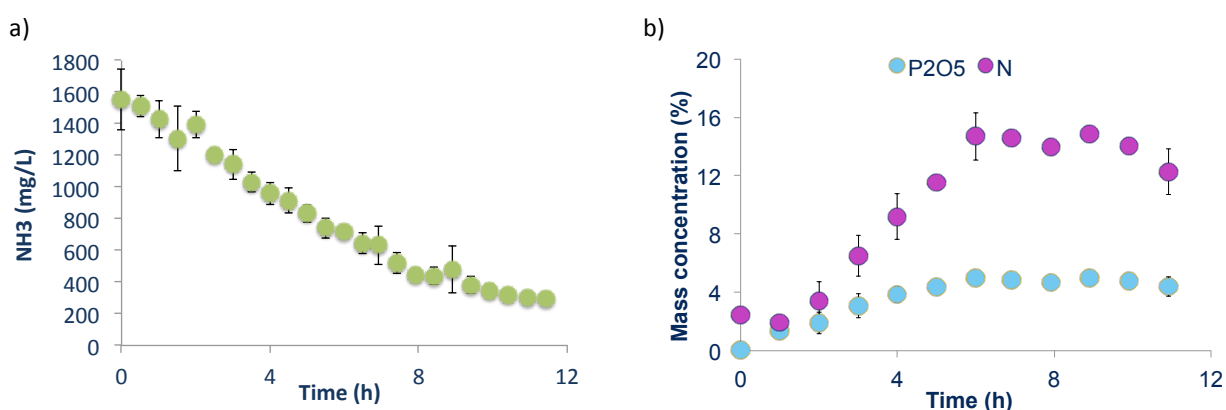 a)
1800
1600
1400
1200
1000
800
600
400
200
0
NH3 (mg/L)
0 4 8 12
Time (h)
b)
P2O5 N
20
16
12
8
4
0
Mass concentration (%)
0 4 8 12
Time (h)